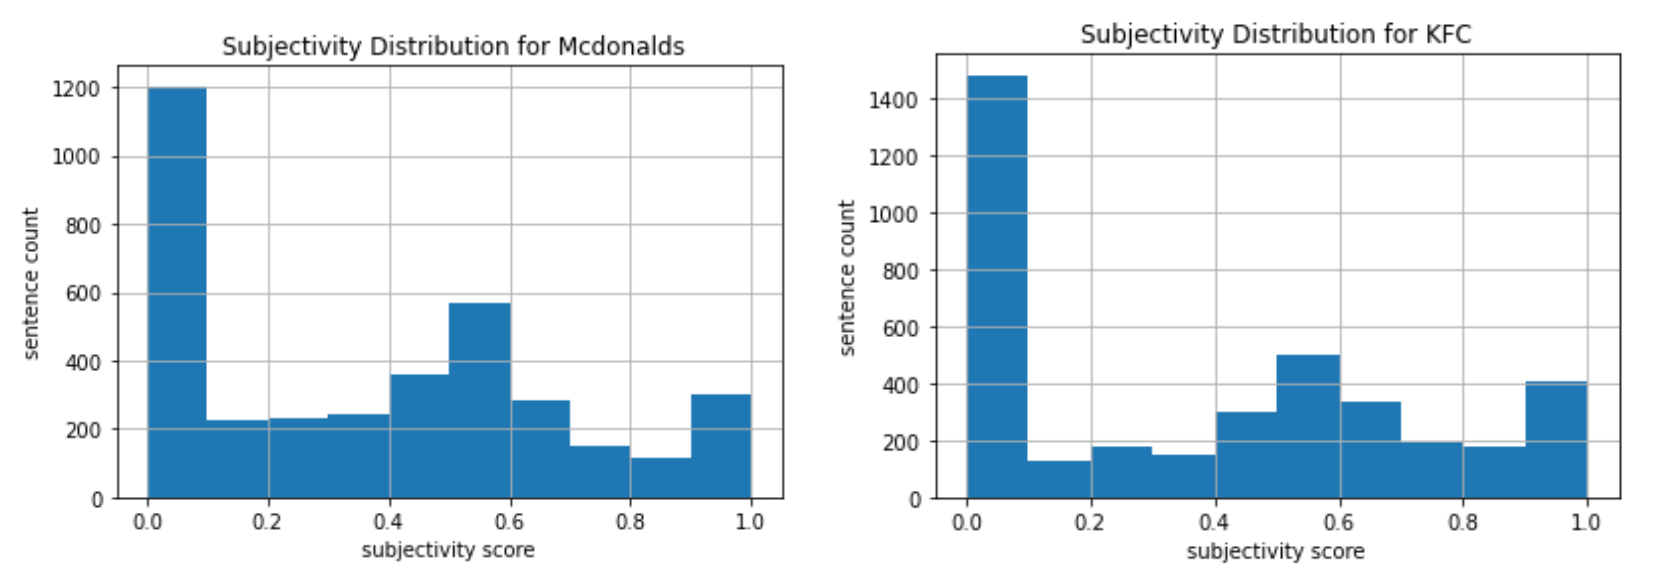 Subjectivity Distribution for Mcdonalds
1200
1000
800
600
400
200
0
sentence count
0.0 0.2 0.4 0.6 0.8 1.0
subjectivity score
Subjectivity Distribution for KFC
1400
1200
1000
800
600
400
200
0
sentence count
0.0 0.2 0.4 0.6 0.8 1.0
subjectivity score